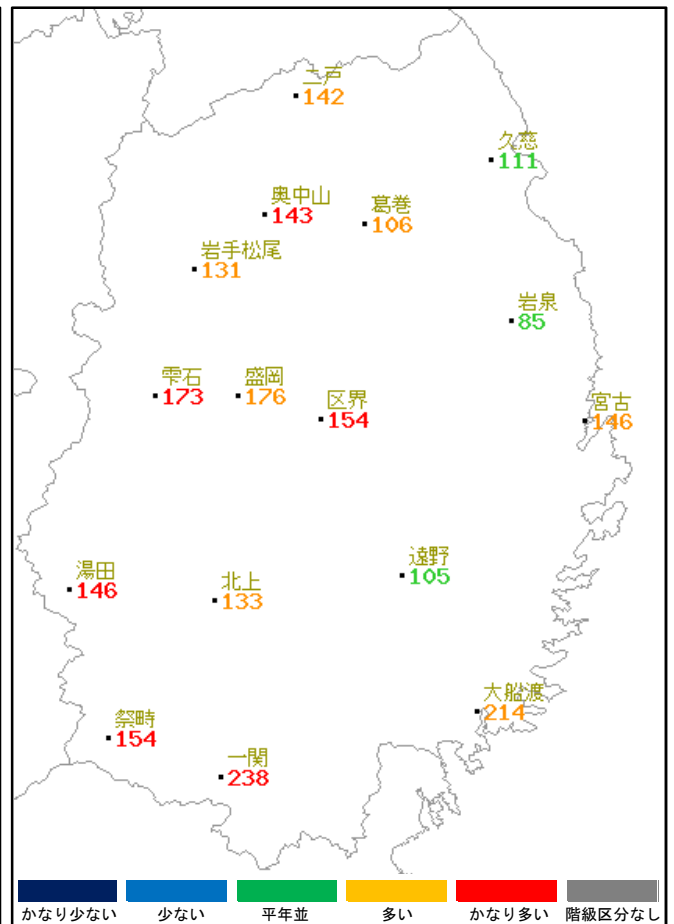 二戸
142
久慈
111
奥中山
143
葛巻
106
岩手松尾
131
岩泉
85
雫石
173
盛岡
176
区界
154
宮古
146
湯田
146
北上
133
遠野
105
大船渡
214
祭畤
154
一関
238
かなり少ない
少ない
平年並
多い
かなり多い
階級区分なし